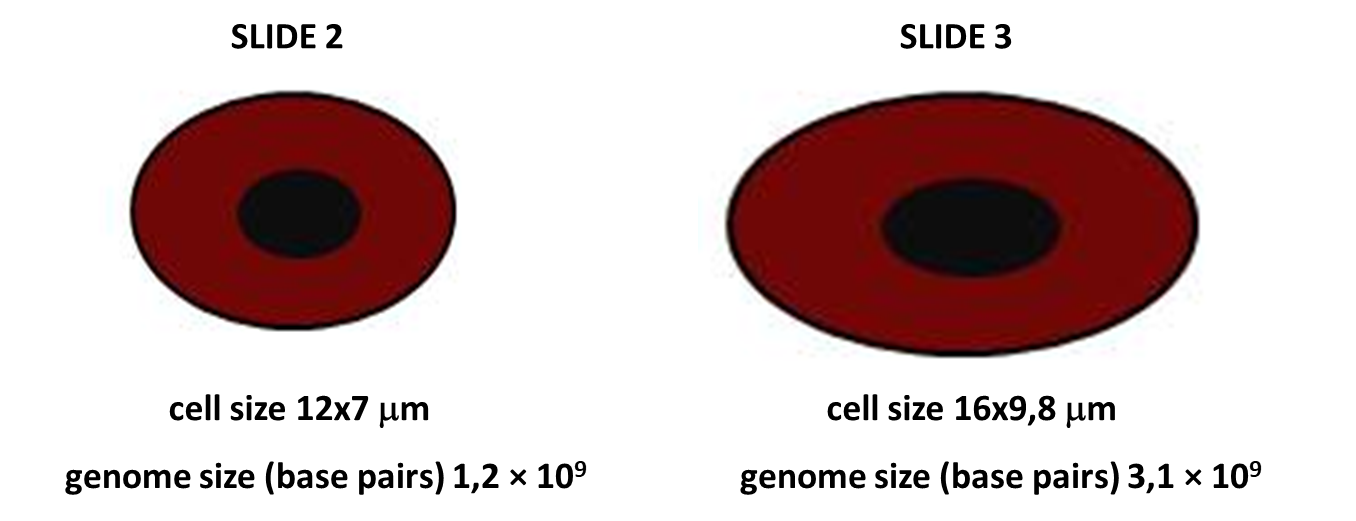 SLIDE 2
SLIDE 3
cell size 12x7 μm
cell size 16x9,8 μm
genome size (base pairs) 1,2 × 10⁹
genome size (base pairs) 3,1 × 10⁹